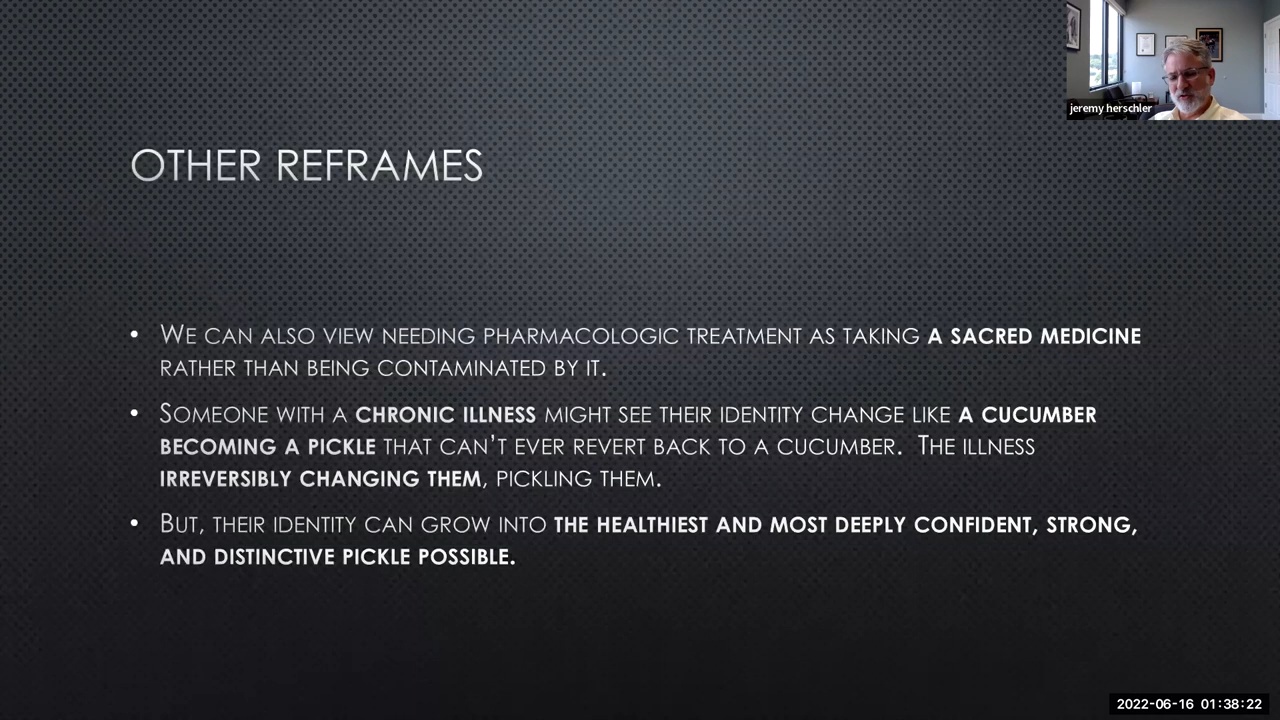 jeremy herschler
OTHER REFRAMES
• WE CAN ALSO VIEW NEEDING PHARMACOLOGIC TREATMENT AS TAKING A SACRED MEDICINE
RATHER THAN BEING CONTAMINATED BY IT.
• SOMEONE WITH A CHRONIC ILLNESS MIGHT SEE THEIR IDENTITY CHANGE LIKE A CUCUMBER
BECOMING A PICKLE THAT CAN’T EVER REVERT BACK TO A CUCUMBER. THE ILLNESS
IRREVERSIBLY CHANGING THEM, PICKLING THEM.
• BUT, THEIR IDENTITY CAN GROW INTO THE HEALTHIEST AND MOST DEEPLY CONFIDENT, STRONG,
AND DISTINCTIVE PICKLE POSSIBLE.
2022-06-16 01:38:22